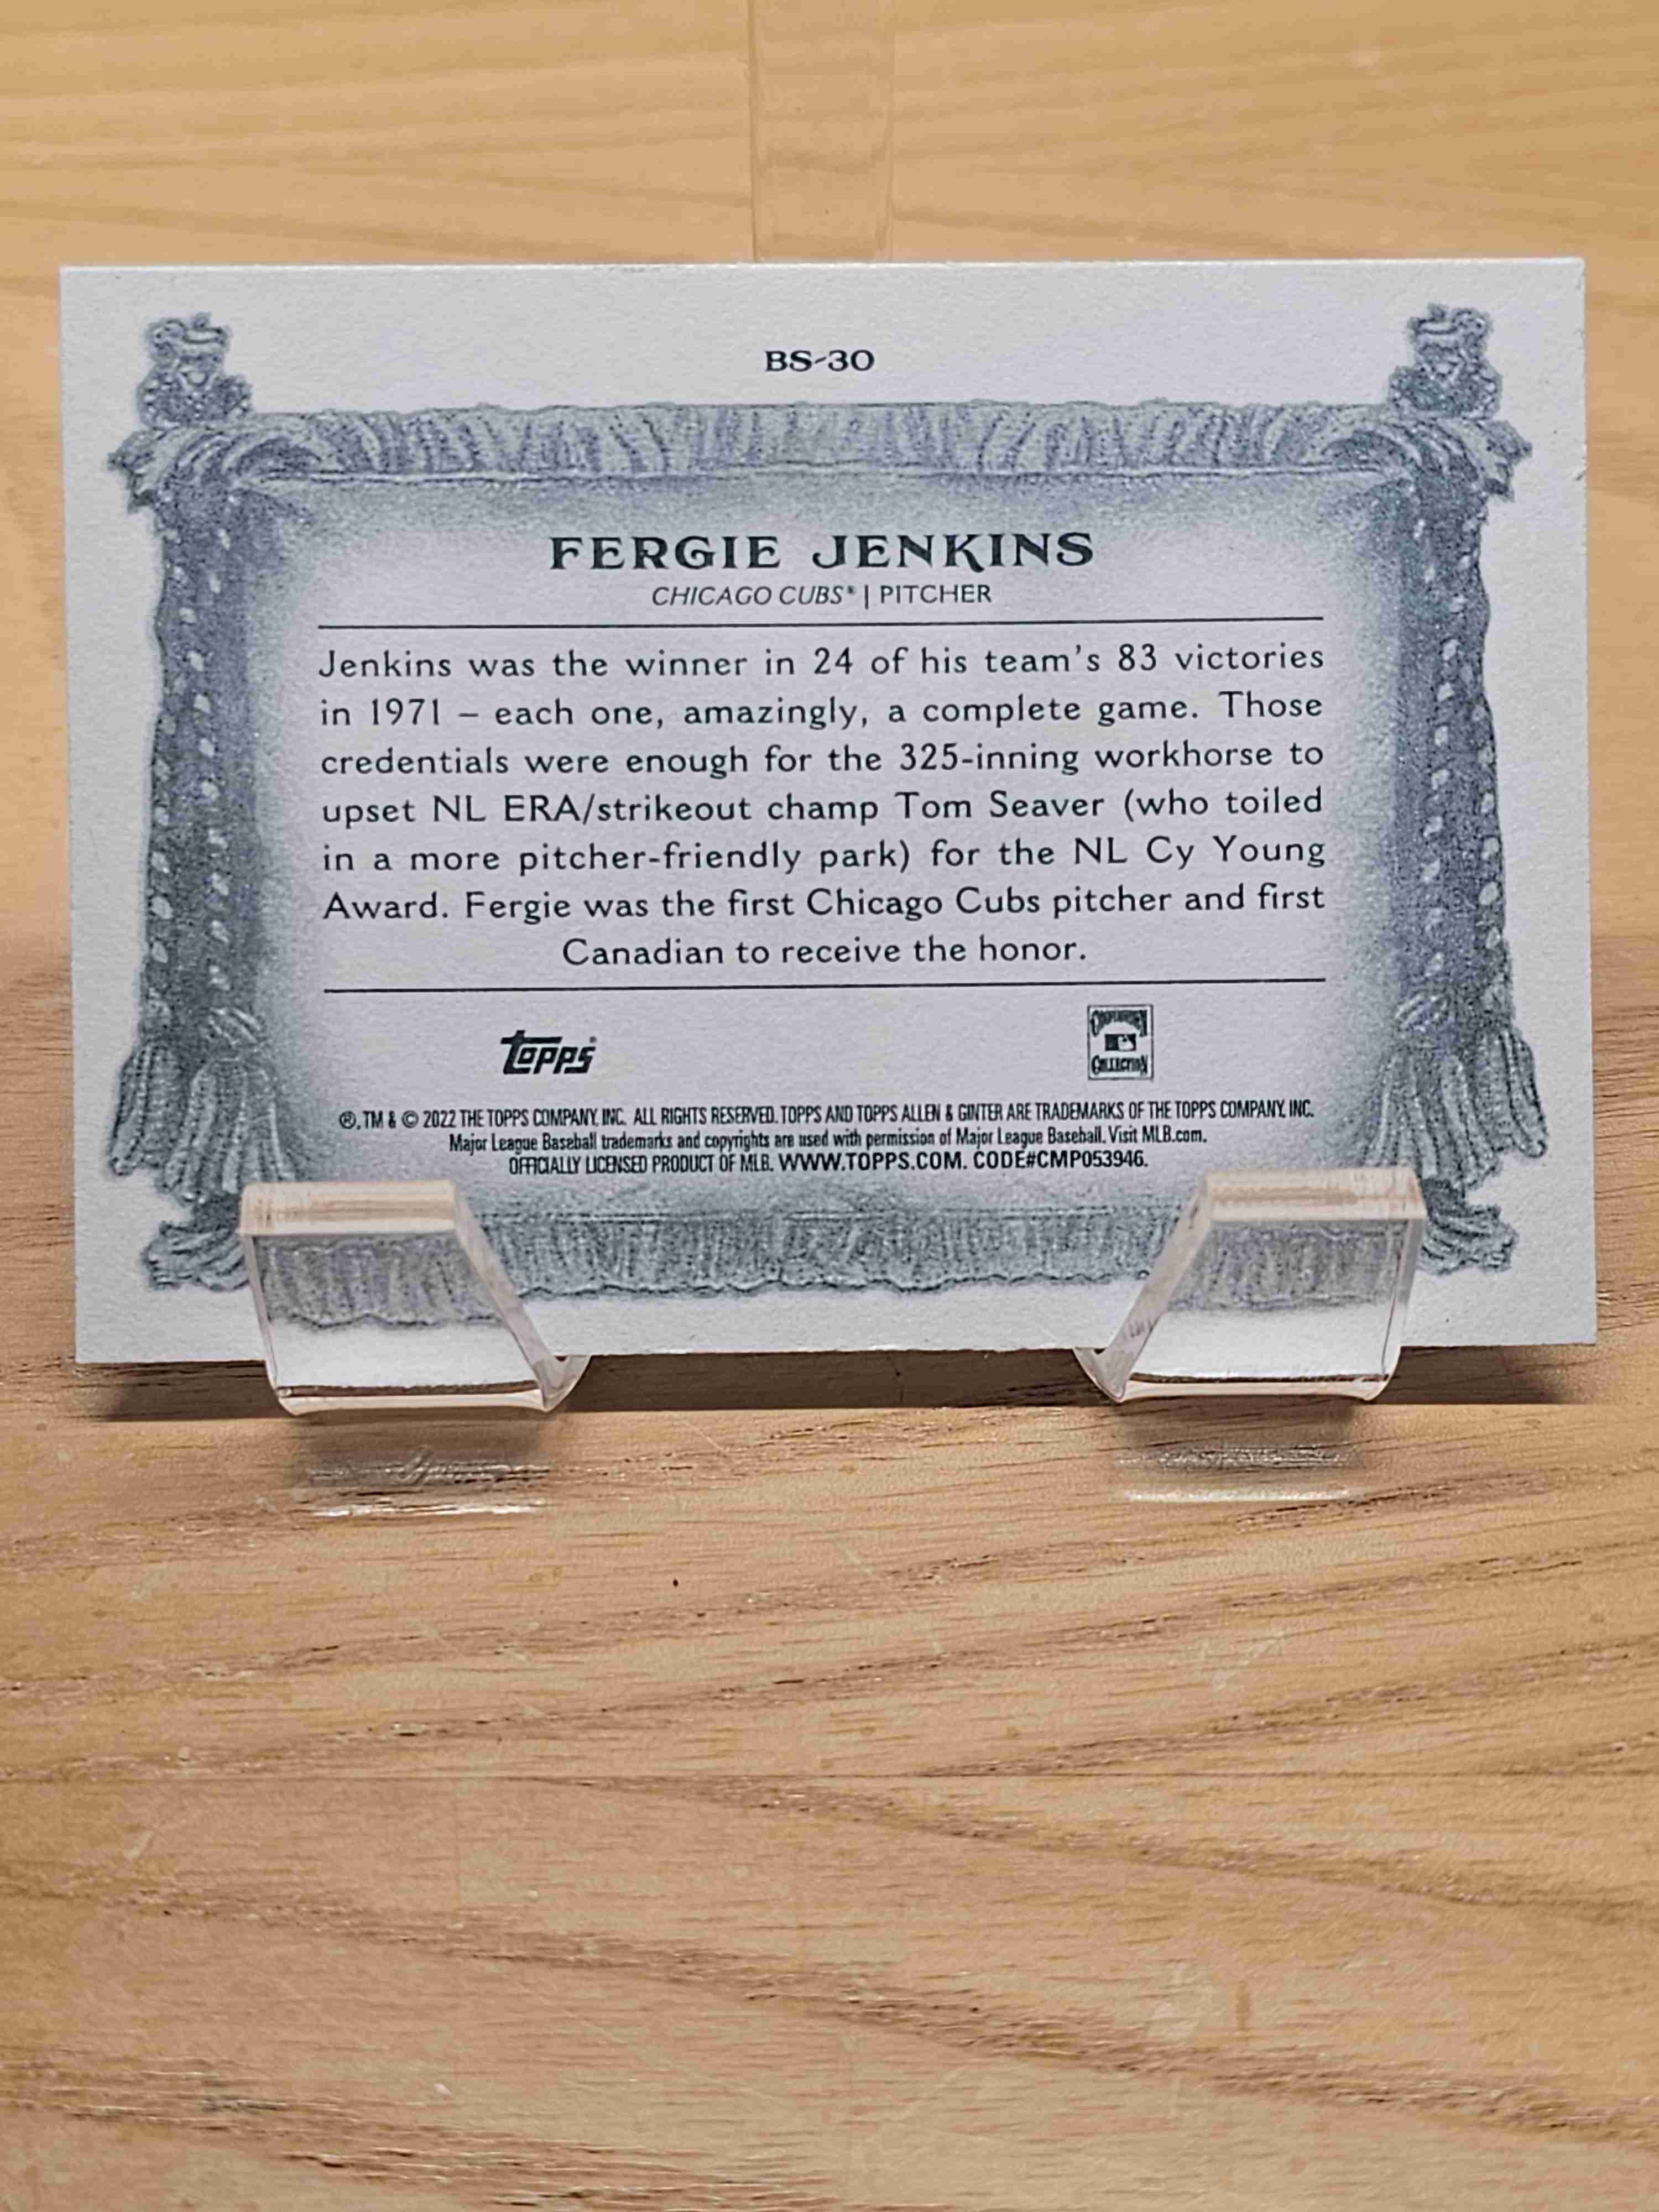 BS-30
FERGIE JENKINS
CHICAGO CUBS® | PITCHER
Jenkins was the winner in 24 of his team's 83 victories
in 1971 – each one, amazingly, a complete game. Those
credentials were enough for the 325-inning workhorse to
upset NL ERA/strikeout champ Tom Seaver (who toiled
in a more pitcher-friendly park) for the NL Cy Young
Award. Fergie was the first Chicago Cubs pitcher and first
Canadian to receive the honor.
topps
COOPERSTOWN
COLLECTION
®, TM & © 2022 THE TOPPS COMPANY, INC. ALL RIGHTS RESERVED. TOPPS AND TOPPS ALLEN & GINTER ARE TRADEMARKS OF THE TOPPS COMPANY, INC.
Major League Baseball trademarks and copyrights are used with permission of Major League Baseball. Visit MLB.com.
OFFICIALLY LICENSED PRODUCT OF MLB. WWW.TOPPS.COM. CODE#CMP053946.